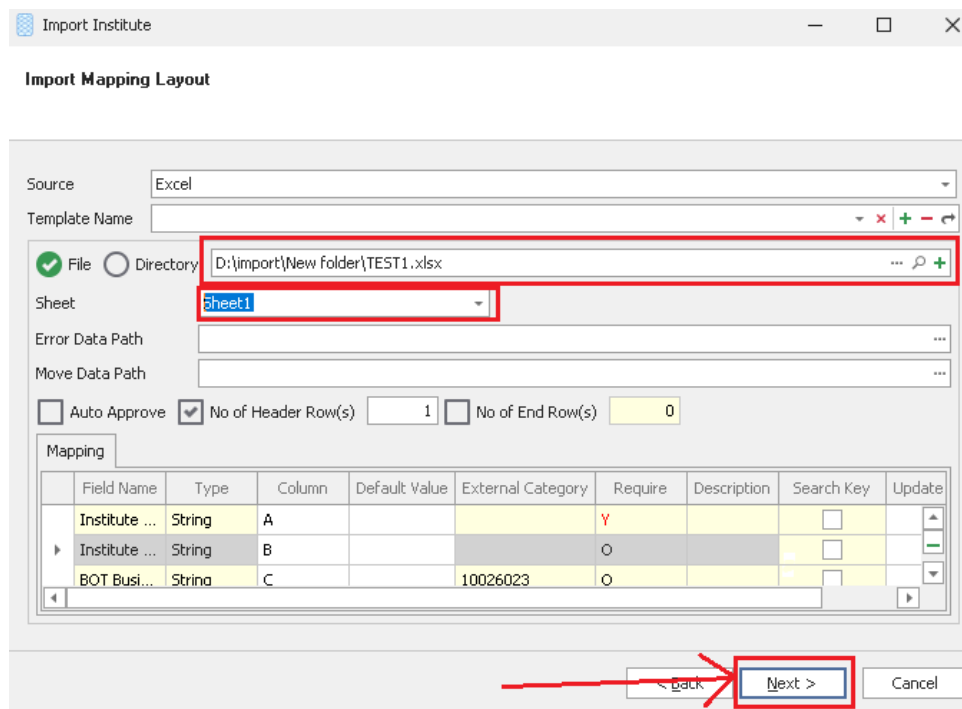 Import Institute
Import Mapping Layout
Source Excel
Template Name
File Directory D:\import\New folder\TEST1.xlsx
Sheet Sheet1
Error Data Path
Move Data Path
Auto Approve No of Header Row(s) 1 No of End Row(s) 0
Mapping
Field Name Type Column Default Value External Category Require Description Search Key Update
Institute ... String A Y
Institute ... String B O
BOT Busi... String C 10026023 O
< Back Next > Cancel